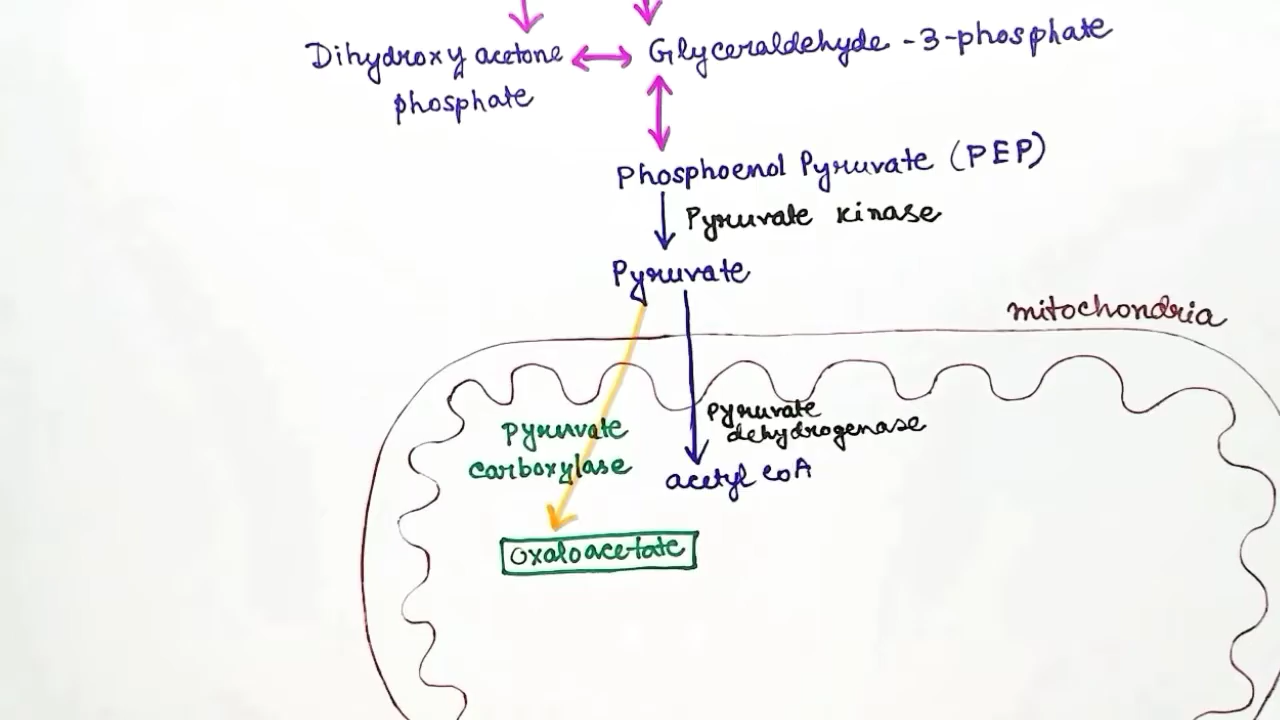 Dihydroxy acetone
phosphate
Glyceraldehyde-3-phosphate
Phosphoenol Pyruvate (PEP)
Pyruvate kinase
Pyruvate
mitochondria
pyruvate
carboxylase
pyruvate
dehydrogenase
acetyl coA
oxaloacetate